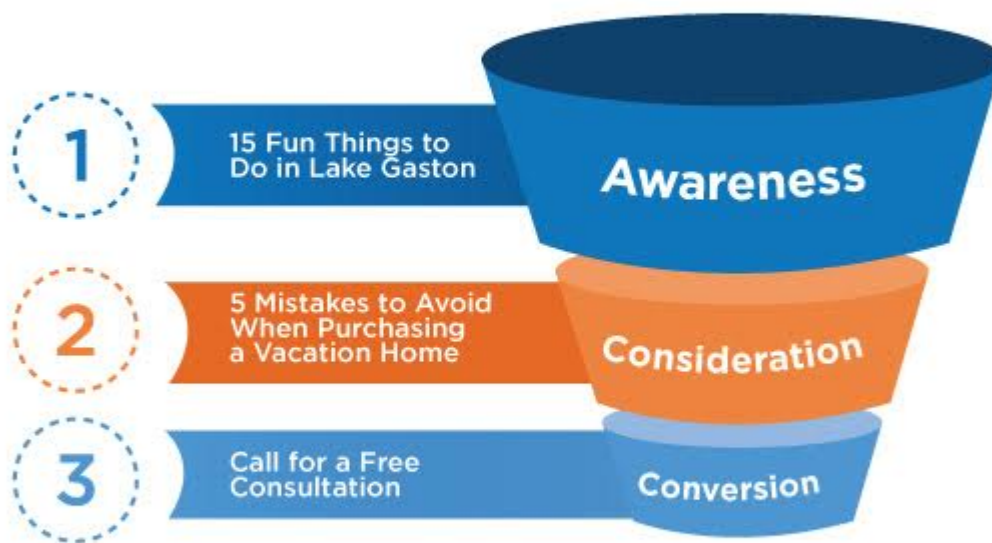 1
15 Fun Things to
Do in Lake Gaston
Awareness
2
5 Mistakes to Avoid
When Purchasing
a Vacation Home
Consideration
3
Call for a Free
Consultation
Conversion